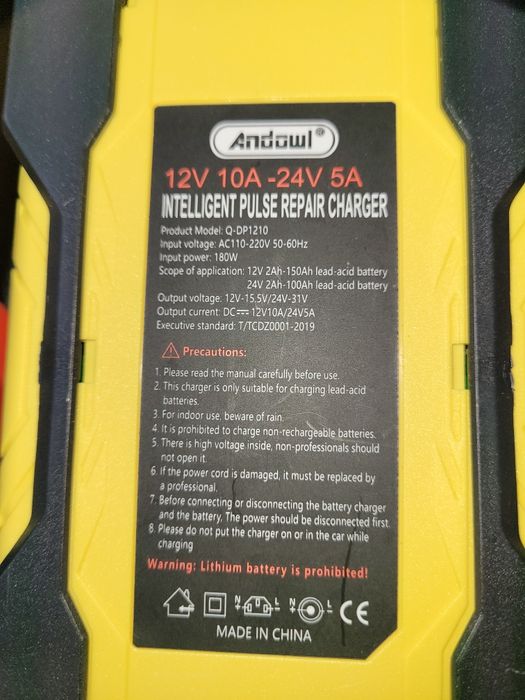 Andowl®
12V 10A -24V 5A
INTELLIGENT PULSE REPAIR CHARGER
Product Model: Q-DP1210
Input voltage: AC110-220V 50-60Hz
Input power: 180W
Scope of application: 12V 2Ah-150Ah lead-acid battery
24V 2Ah-100Ah lead-acid battery
Output voltage: 12V-15.5V/24V-31V
Output current: DC⎓12V10A/24V5A
Executive standard: T/TCDZ0001-2019
Precautions:
1. Please read the manual carefully before use.
2. This charger is only suitable for charging lead-acid
batteries.
3. For indoor use, beware of rain.
4. It is prohibited to charge non-rechargeable batteries.
5. There is high voltage inside, non-professionals should
not open it.
6. If the power cord is damaged, it must be replaced by
a professional.
7. Before connecting or disconnecting the battery charger
and the battery, The power should be disconnected first.
8. Please do not put the charger on or in the car while
charging
Warning: Lithium battery is prohibited!
N L N L CE
MADE IN CHINA